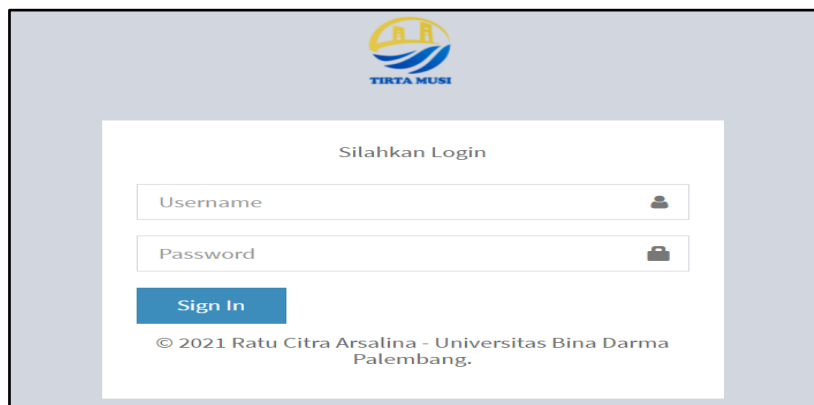 TIRTA MUSI
Silahkan Login
Username
Password
Sign In
© 2021 Ratu Citra Arsalina - Universitas Bina Darma
Palembang.